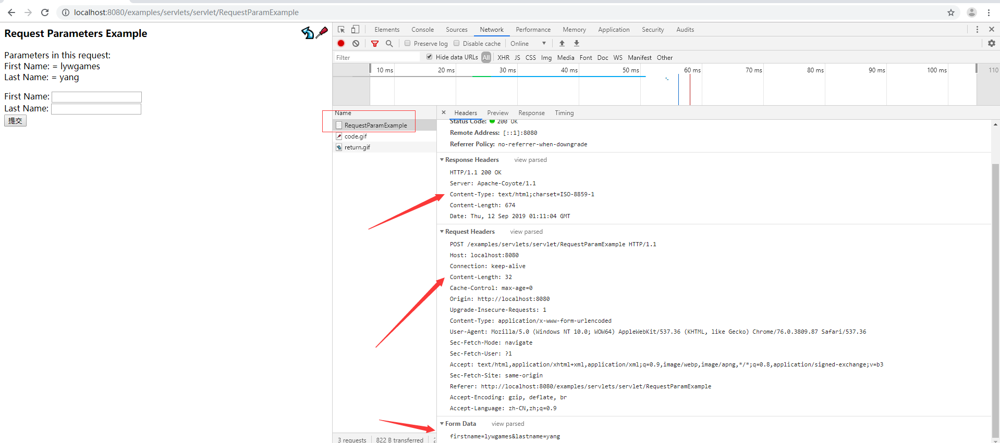 localhost:8080/examples/servlets/servlet/RequestParamExample
Request Parameters Example
Parameters in this request:
First Name: = lywgames
Last Name: = yang
First Name:
Last Name:
提交
Elements Console Sources Network Performance Memory Application Security Audits
Preserve log Disable cache Online
Filter Hide data URLs All XHR JS CSS Img Media Font Doc WS Manifest Other
10 ms 20 ms 30 ms 40 ms 50 ms 60 ms 70 ms 80 ms 90 ms 100 ms 110
Name
RequestParamExample
code.gif
return.gif
3 requests 822 B transferred
Headers Preview Response Timing
Status Code: 200 OK
Remote Address: [::1]:8080
Referrer Policy: no-referrer-when-downgrade
Response Headers view parsed
HTTP/1.1 200 OK
Server: Apache-Coyote/1.1
Content-Type: text/html;charset=ISO-8859-1
Content-Length: 674
Date: Thu, 12 Sep 2019 01:11:04 GMT
Request Headers view parsed
POST /examples/servlets/servlet/RequestParamExample HTTP/1.1
Host: localhost:8080
Connection: keep-alive
Content-Length: 32
Cache-Control: max-age=0
Origin: http://localhost:8080
Upgrade-Insecure-Requests: 1
Content-Type: application/x-www-form-urlencoded
User-Agent: Mozilla/5.0 (Windows NT 10.0; WOW64) AppleWebKit/537.36 (KHTML, like Gecko) Chrome/76.0.3809.87 Safari/537.36
Sec-Fetch-Mode: navigate
Sec-Fetch-User: ?1
Accept: text/html,application/xhtml+xml,application/xml;q=0.9,image/webp,image/apng,*/*;q=0.8,application/signed-exchange;v=b3
Sec-Fetch-Site: same-origin
Referer: http://localhost:8080/examples/servlets/servlet/RequestParamExample
Accept-Encoding: gzip, deflate, br
Accept-Language: zh-CN,zh;q=0.9
Form Data view parsed
firstname=lywgames&lastname=yang